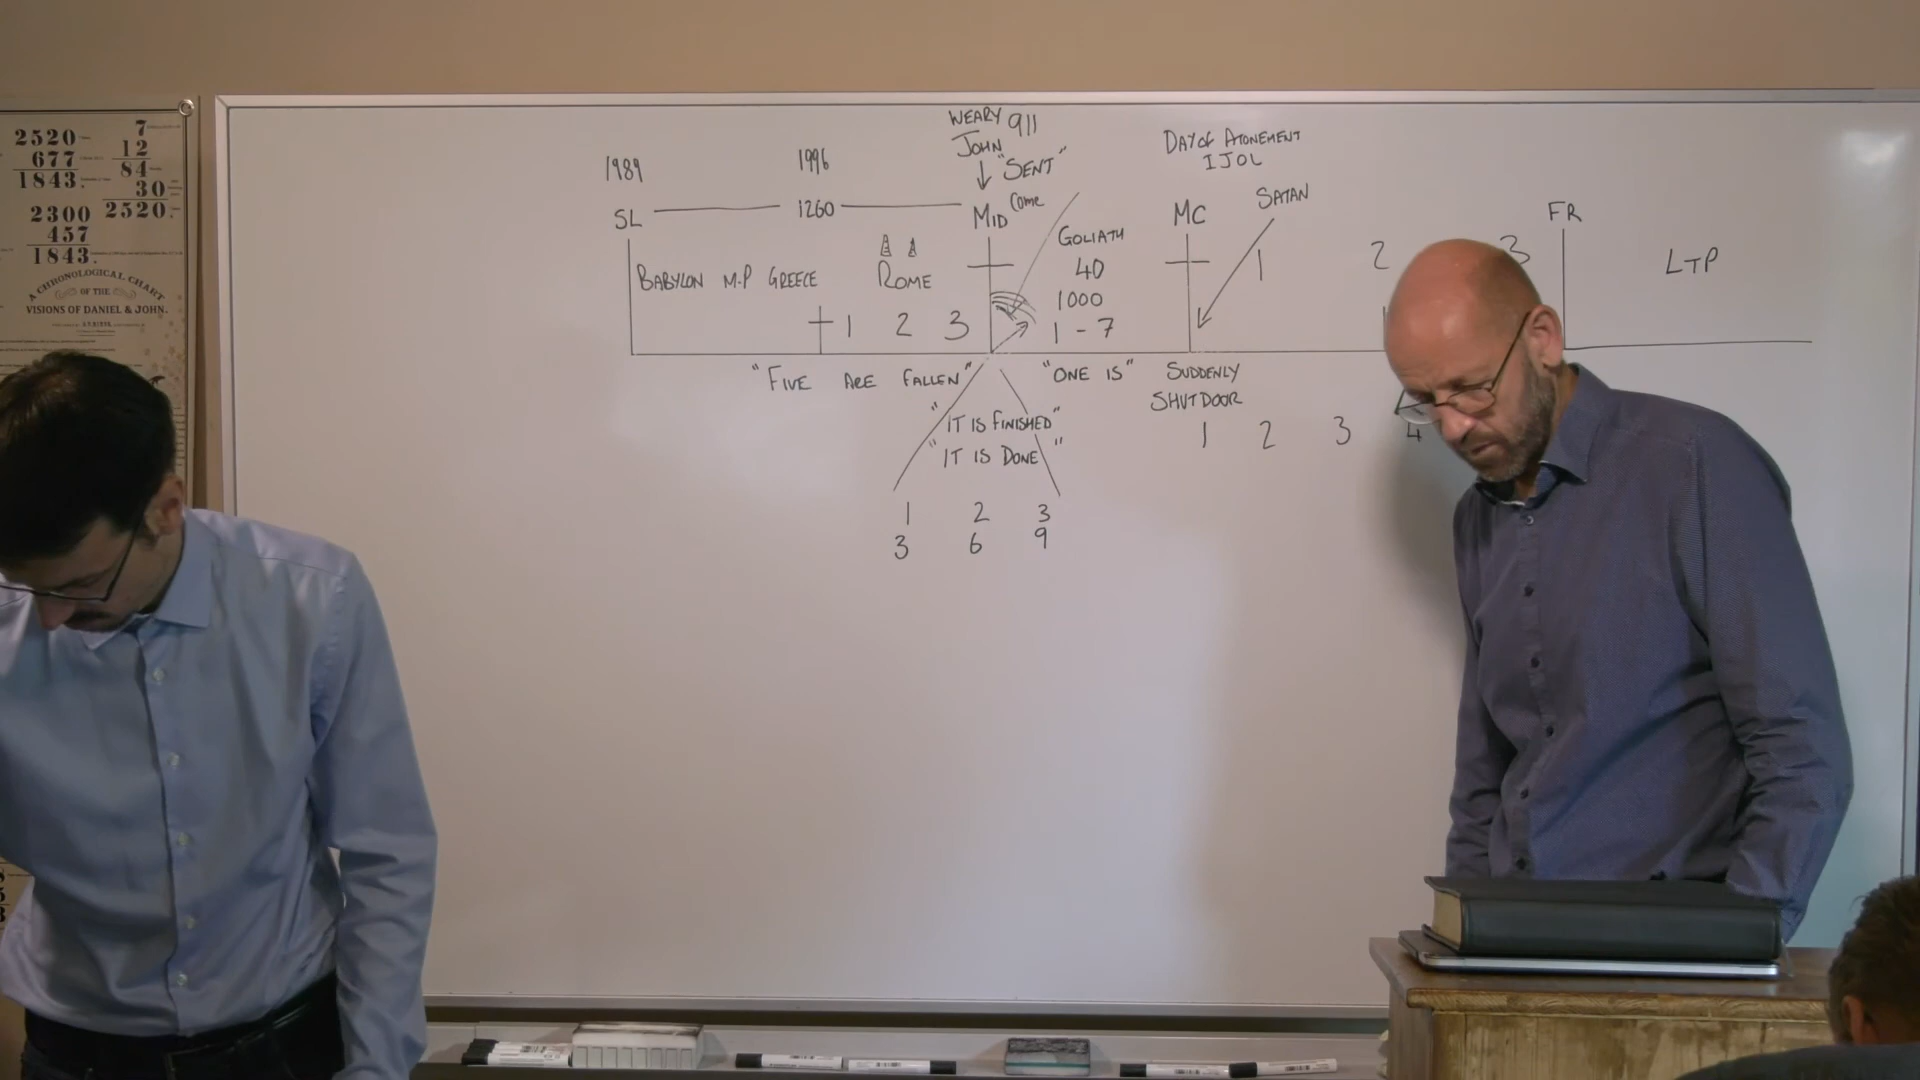 2520
677
1843.
2300
457
1843.
7
12
84
30
2520.
A CHRONOLOGICAL CHART
OF THE
VISIONS OF DANIEL & JOHN.
1989
1996
WEARY 911
JOHN
"SENT"
DAY OF ATONEMENT
IJOL
SL
1260
MID
COME
MC
SATAN
FR
BABYLON M-P GREECE
ROME
GOLIATH
40
1000
1 2 3
1 - 7
1 2 3
LTP
"FIVE ARE FALLEN"
"ONE IS"
SUDDENLY
SHUT DOOR
"IT IS FINISHED"
"IT IS DONE"
1 2 3 4
1 2 3
3 6 9